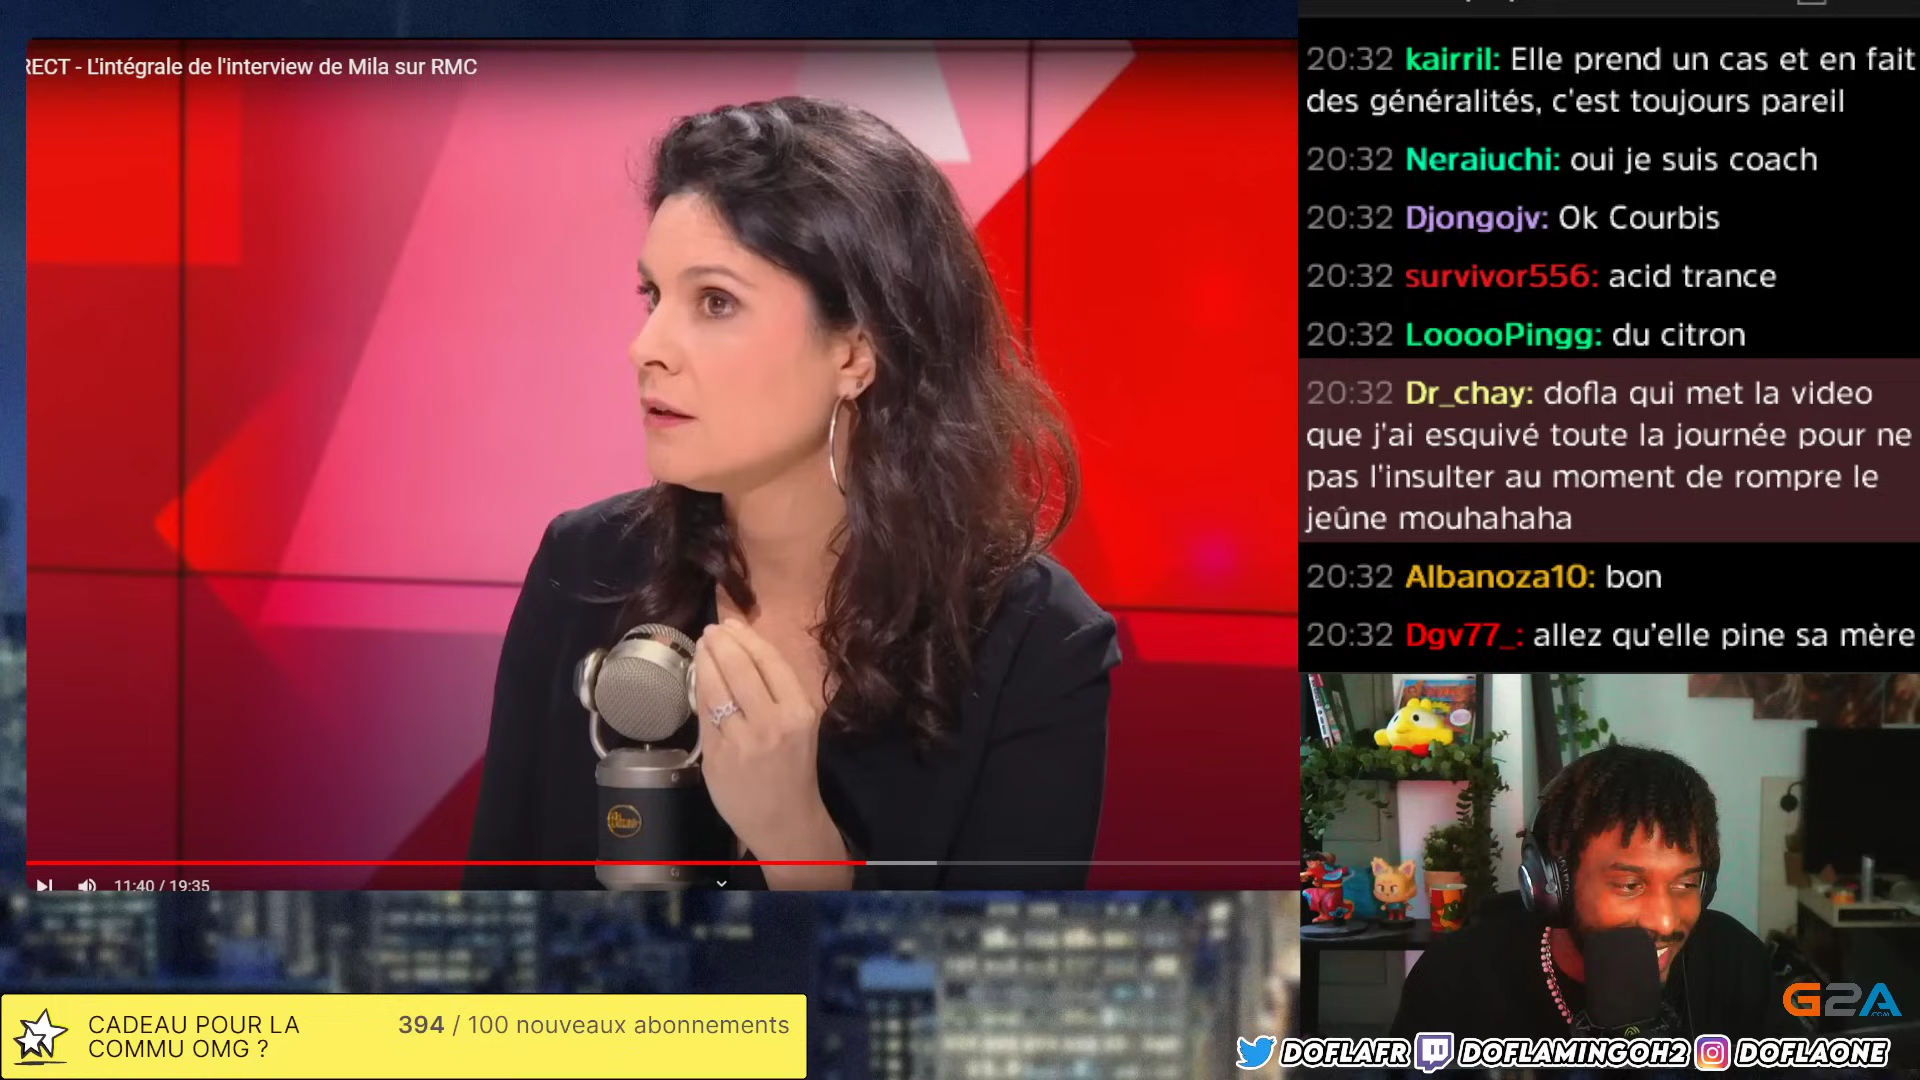 RECT - L'intégrale de l'interview de Mila sur RMC
20:32 kairril: Elle prend un cas et en fait
des généralités, c'est toujours pareil
20:32 Neraiuchi: oui je suis coach
20:32 Djongojv: Ok Courbis
20:32 survivor556: acid trance
20:32 LooooPingg: du citron
20:32 Dr_chay: dofla qui met la video
que j'ai esquivé toute la journée pour ne
pas l'insulter au moment de rompre le
jeûne mouhahaha
20:32 Albanoza10: bon
20:32 Dgv77_: allez qu'elle pine sa mère
11:40 / 19:35
CADEAU POUR LA
COMMU OMG ?
394 / 100 nouveaux abonnements
G2A
.COM
DOFLAFR DOFLAMINGOH2 DOFLAONE